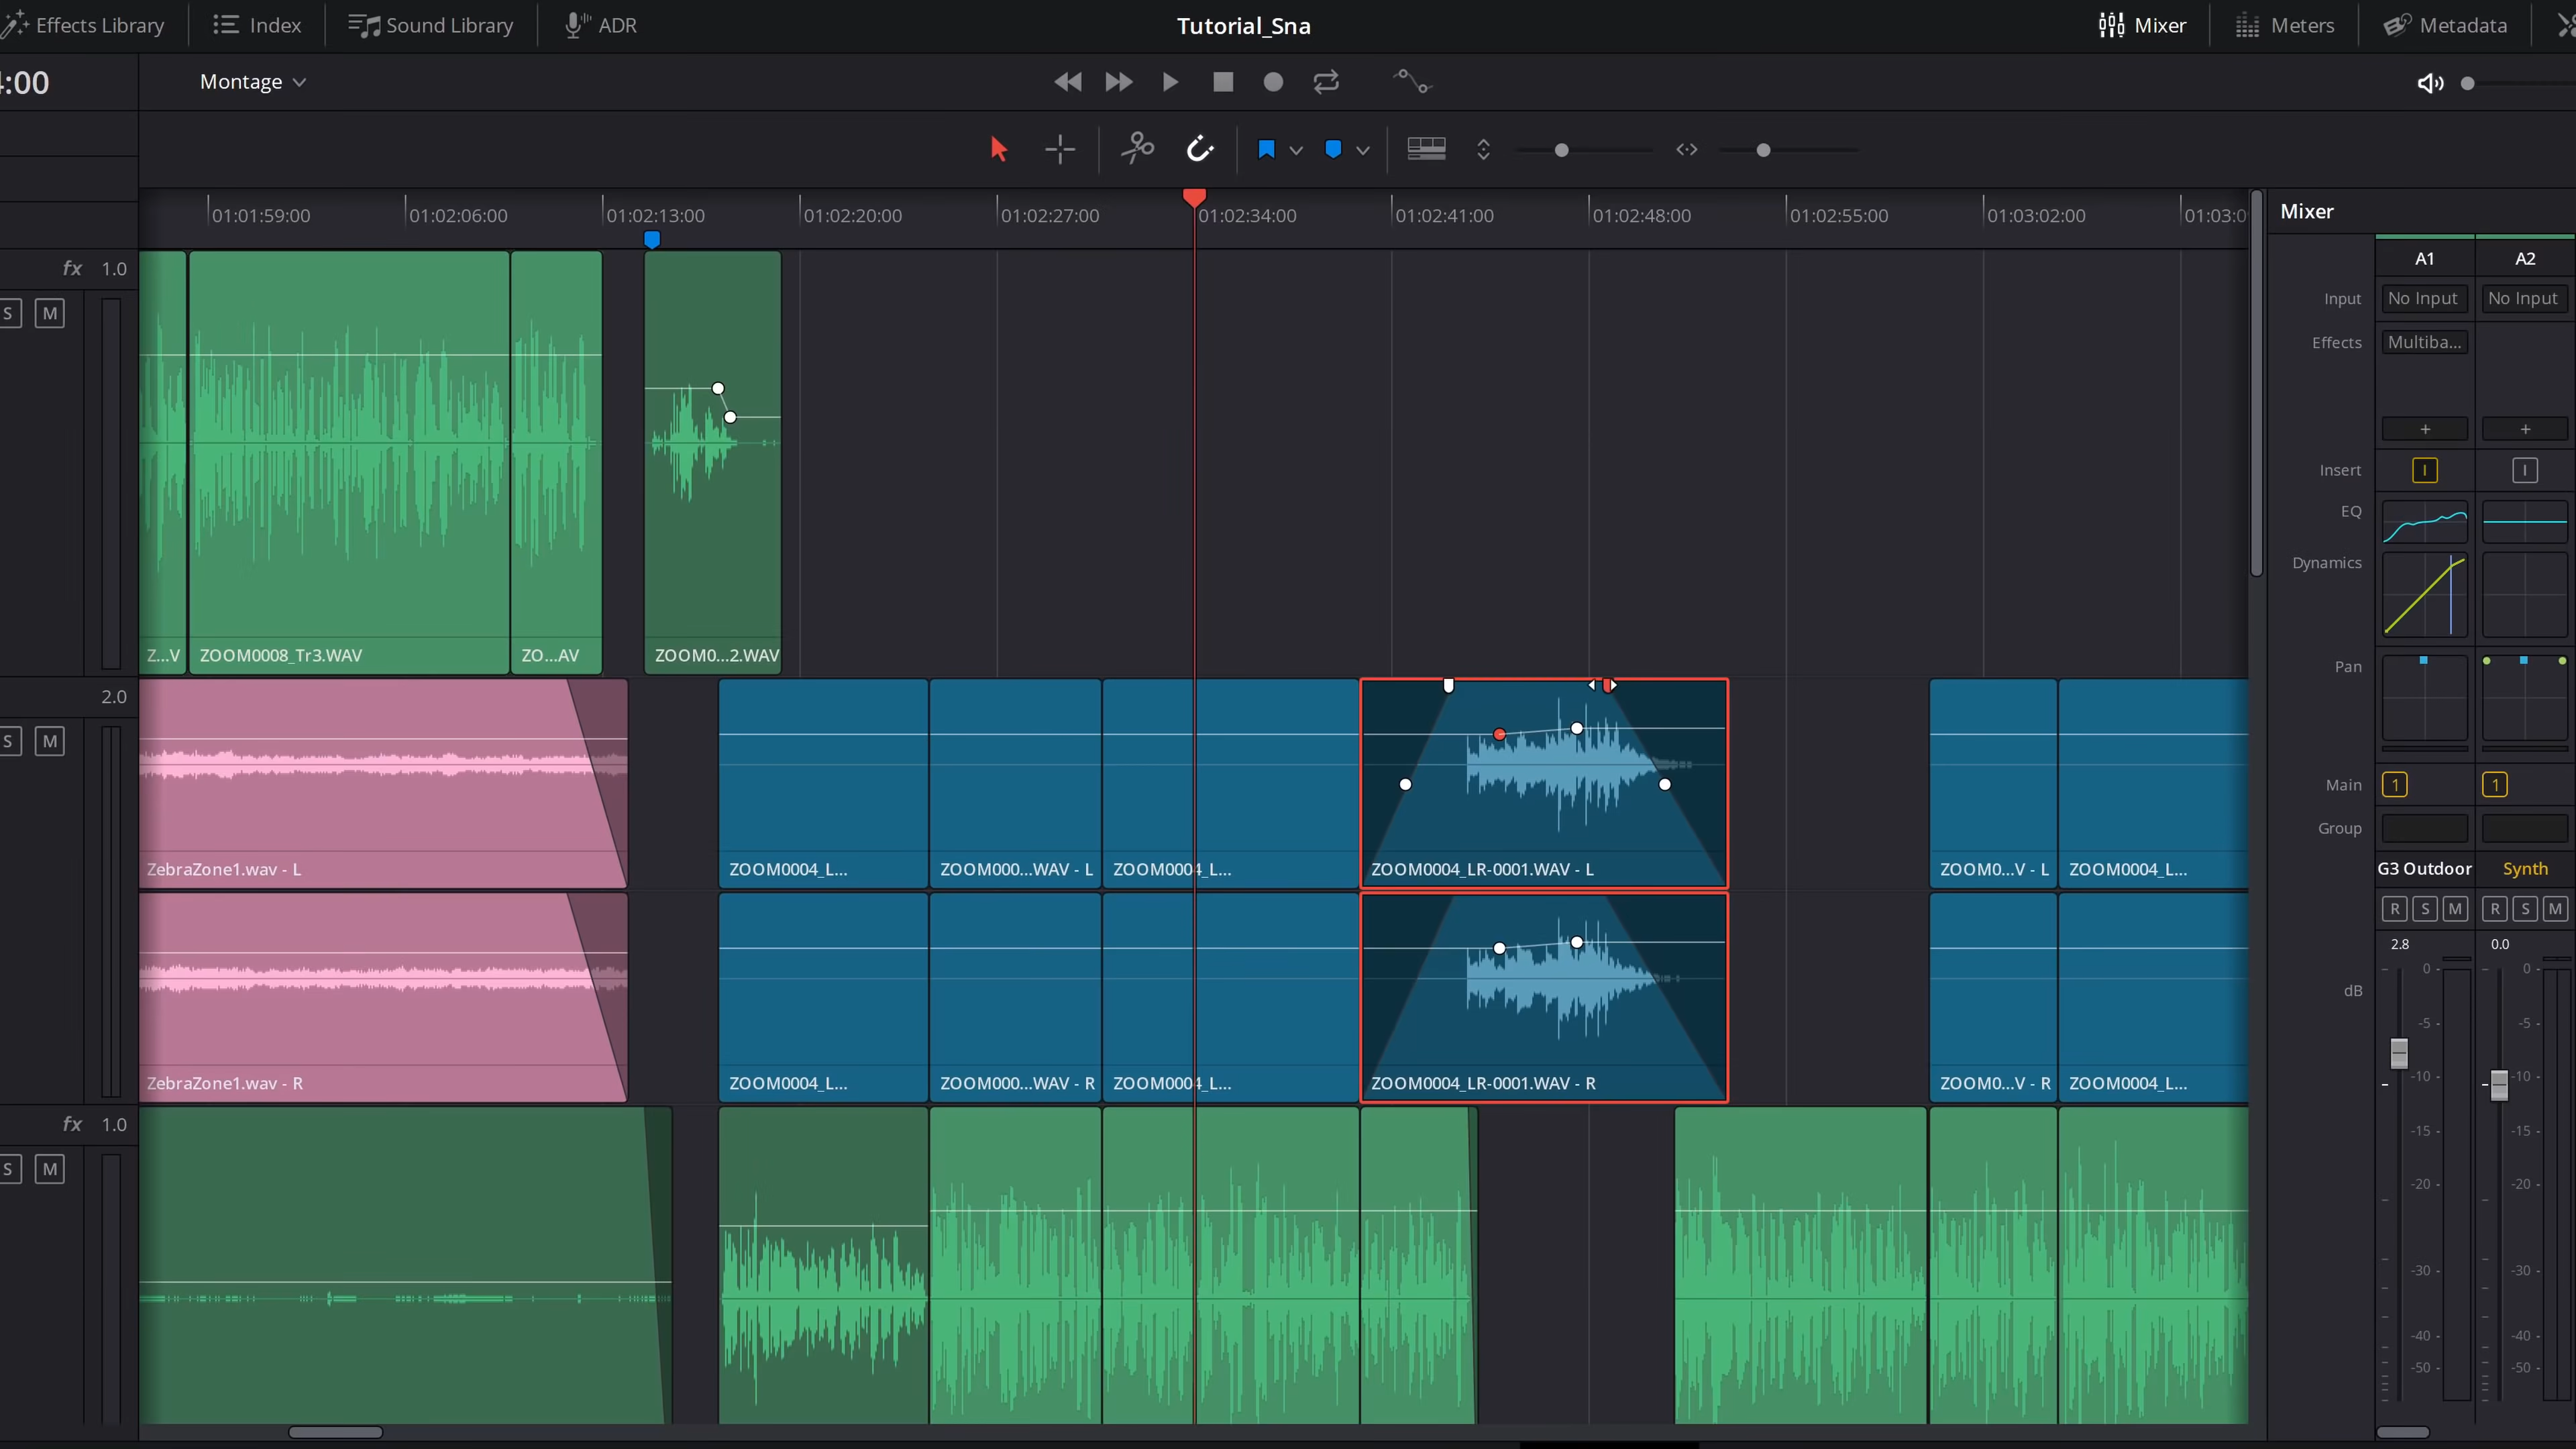 Effects Library Index Sound Library ADR Tutorial_Sna Mixer Meters Metadata
4:00 Montage
01:01:59:00 01:02:06:00 01:02:13:00 01:02:20:00 01:02:27:00 01:02:34:00 01:02:41:00 01:02:48:00 01:02:55:00 01:03:02:00 01:03:0
Mixer
A1 A2
fx 1.0
Input No Input No Input
S M
Effects Multiba...
+ +
Insert I I
EQ
Dynamics
Z...V ZOOM0008_Tr3.WAV ZO...AV ZOOM0...2.WAV
Pan
2.0
S M
Main 1 1
Group
ZebraZone1.wav - L ZOOM0004_L... ZOOM000...WAV - L ZOOM0004_L... ZOOM0004_LR-0001.WAV - L ZOOM0...V - L ZOOM0004_L...
G3 Outdoor Synth
R S M R S M
2.8 0.0
dB
0 - 0 -
-5 - -5 -
-10 - -10 -
-15 - -15 -
-20 - -20 -
-30 - -30 -
-40 - -40 -
-50 - -50 -
ZebraZone1.wav - R ZOOM0004_L... ZOOM000...WAV - R ZOOM0004_L... ZOOM0004_LR-0001.WAV - R ZOOM0...V - R ZOOM0004_L...
fx 1.0
S M